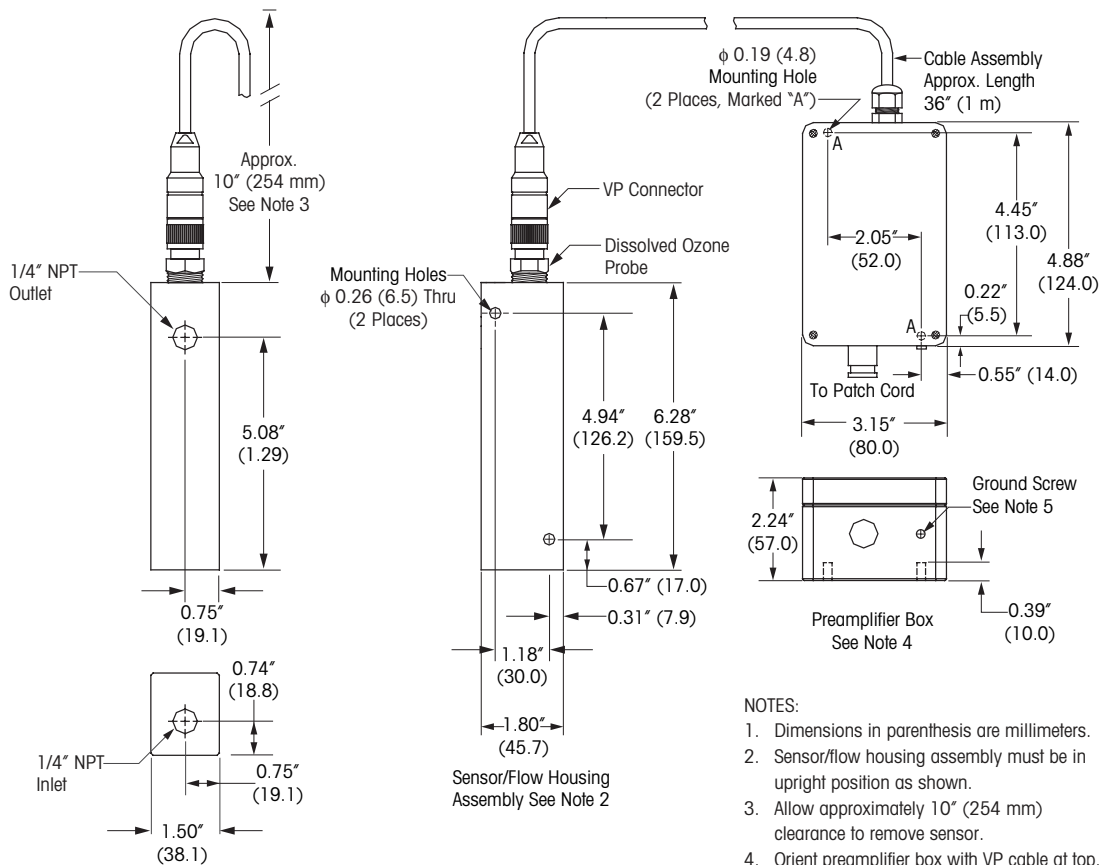 Approx.
10″ (254 mm)
See Note 3
1/4″ NPT
Outlet
5.08″
(1.29)
0.75″
(19.1)
0.74″
(18.8)
1/4″ NPT
Inlet
0.75″
(19.1)
1.50″
(38.1)
VP Connector
Dissolved Ozone
Probe
Mounting Holes
ϕ 0.26 (6.5) Thru
(2 Places)
4.94″
(126.2)
6.28″
(159.5)
0.67″ (17.0)
0.31″ (7.9)
1.18″
(30.0)
1.80″
(45.7)
Sensor/Flow Housing
Assembly See Note 2
ϕ 0.19 (4.8)
Mounting Hole
(2 Places, Marked “A”)
Cable Assembly
Approx. Length
36″ (1 m)
A
4.45″
(113.0)
2.05″
(52.0)
4.88″
(124.0)
0.22″
(5.5)
A
0.55″ (14.0)
To Patch Cord
3.15″
(80.0)
Ground Screw
See Note 5
2.24″
(57.0)
0.39″
(10.0)
Preamplifier Box
See Note 4
NOTES:
1. Dimensions in parenthesis are millimeters.
2. Sensor/flow housing assembly must be in
upright position as shown.
3. Allow approximately 10″ (254 mm)
clearance to remove sensor.
4. Orient preamplifier box with VP cable at top.